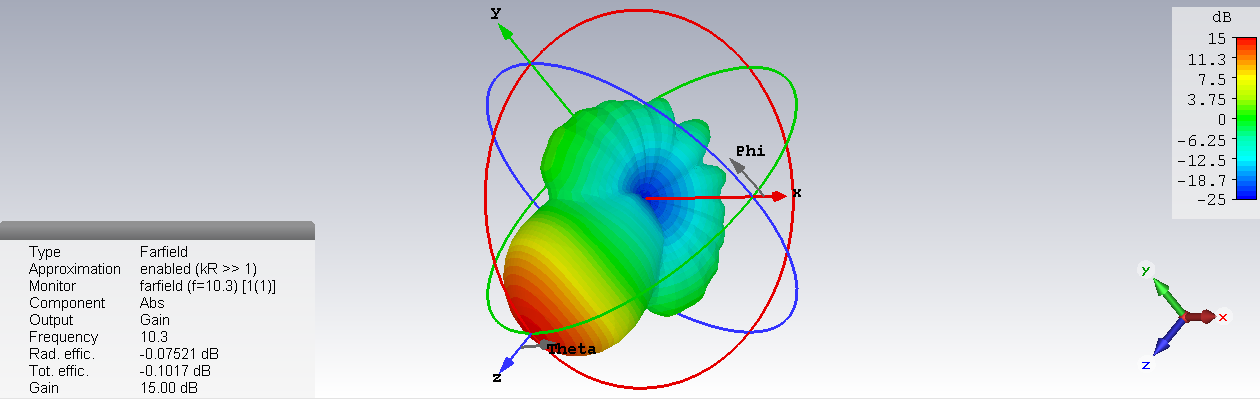 y
Phi
x
Theta
z
dB
15
11.3
7.5
3.75
0
-6.25
-12.5
-18.7
-25
Type Farfield
Approximation enabled (kR >> 1)
Monitor farfield (f=10.3) [1(1)]
Component Abs
Output Gain
Frequency 10.3
Rad. effic. -0.07521 dB
Tot. effic. -0.1017 dB
Gain 15.00 dB
y
x
z